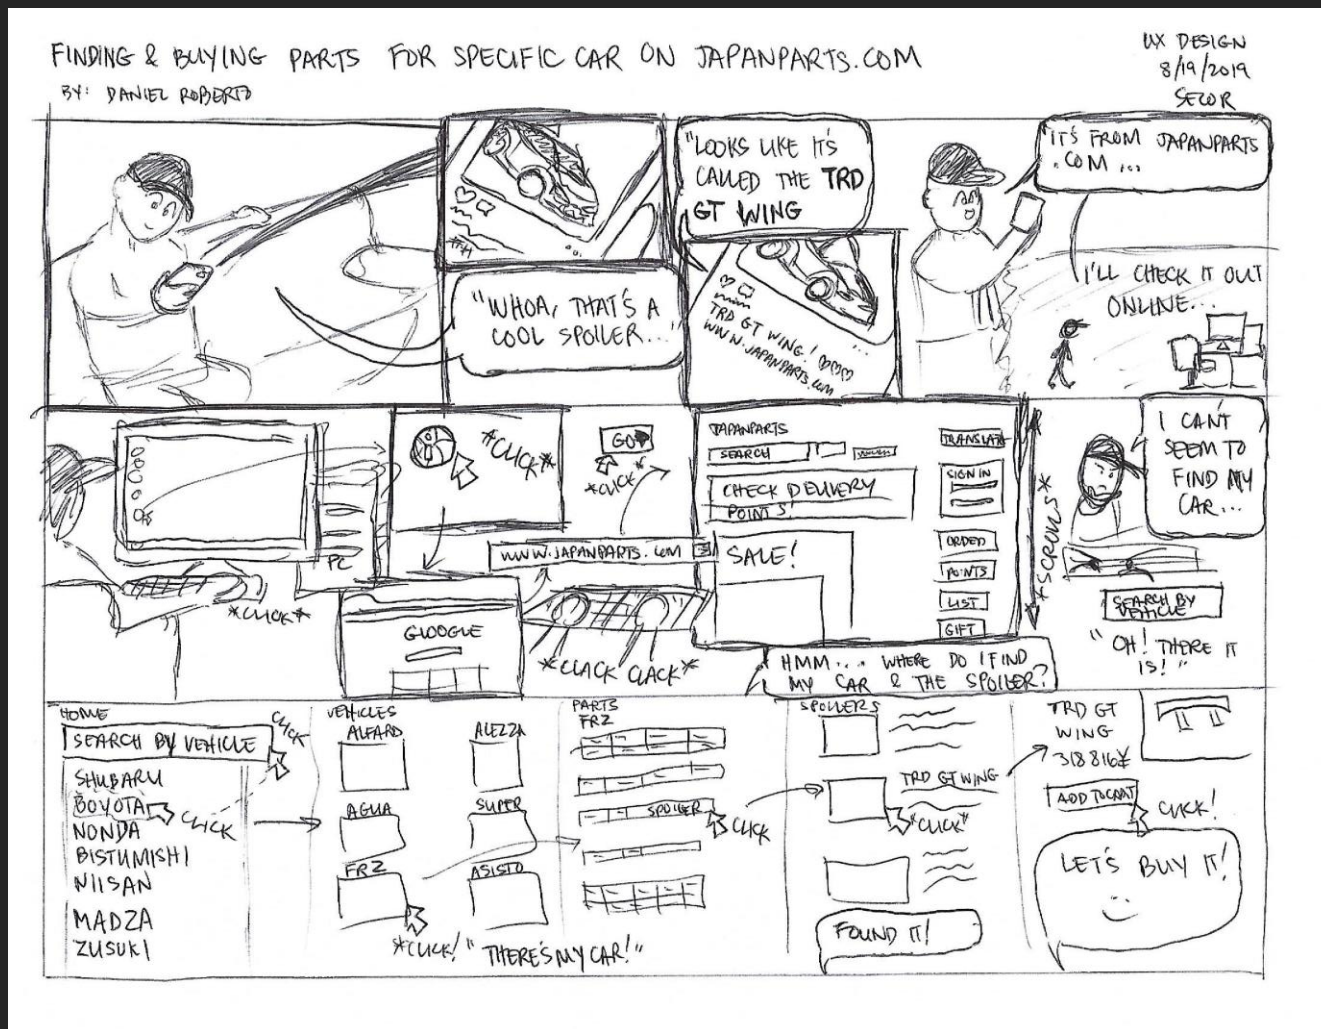 FINDING & BUYING PARTS FOR SPECIFIC CAR ON JAPANPARTS.COM
BY: DANIEL ROBERTO
UX DESIGN
8/19/2019
SECOR
"WHOA, THAT'S A
COOL SPOILER...
"LOOKS LIKE IT'S
CALLED THE TRD
GT WING
TRD GT WING!
WWW.JAPANPARTS.COM
"IT'S FROM JAPANPARTS
.COM ...
I'LL CHECK IT OUT
ONLINE...
PC
*CLICK*
*CLICK*
GOOGLE
GO
*CLICK*
WWW.JAPANPARTS.COM
*CLACK CLACK*
JAPANPARTS
SEARCH
CHECK DELIVERY
POINTS!
SALE!
TRANSLATE
SIGN IN
ORDED
POINTS
LIST
GIFT
*SCROLLS*
HMM... WHERE DO I FIND
MY CAR & THE SPOILER?
I CAN'T
SEEM TO
FIND MY
CAR...
SEARCH BY
VEHICLE
"OH! THERE IT
IS!"
HOME
SEARCH BY VEHICLE
CLICK
SHUBARU
BOYOTA
CLICK
NONDA
BISTUMISHI
NIISAN
MADZA
ZUSUKI
VEHICLES
ALFARD
ALEZZA
AGUA
SUPER
FRZ
ASISTO
*CLICK!
"THERE'S MY CAR!"
PARTS
FRZ
SPOILER
CLICK
SPOILERS
TRD GT WING
*CLICK*
FOUND IT!
TRD GT
WING
318816¥
ADD TO CART
CLICK!
LET'S BUY IT!